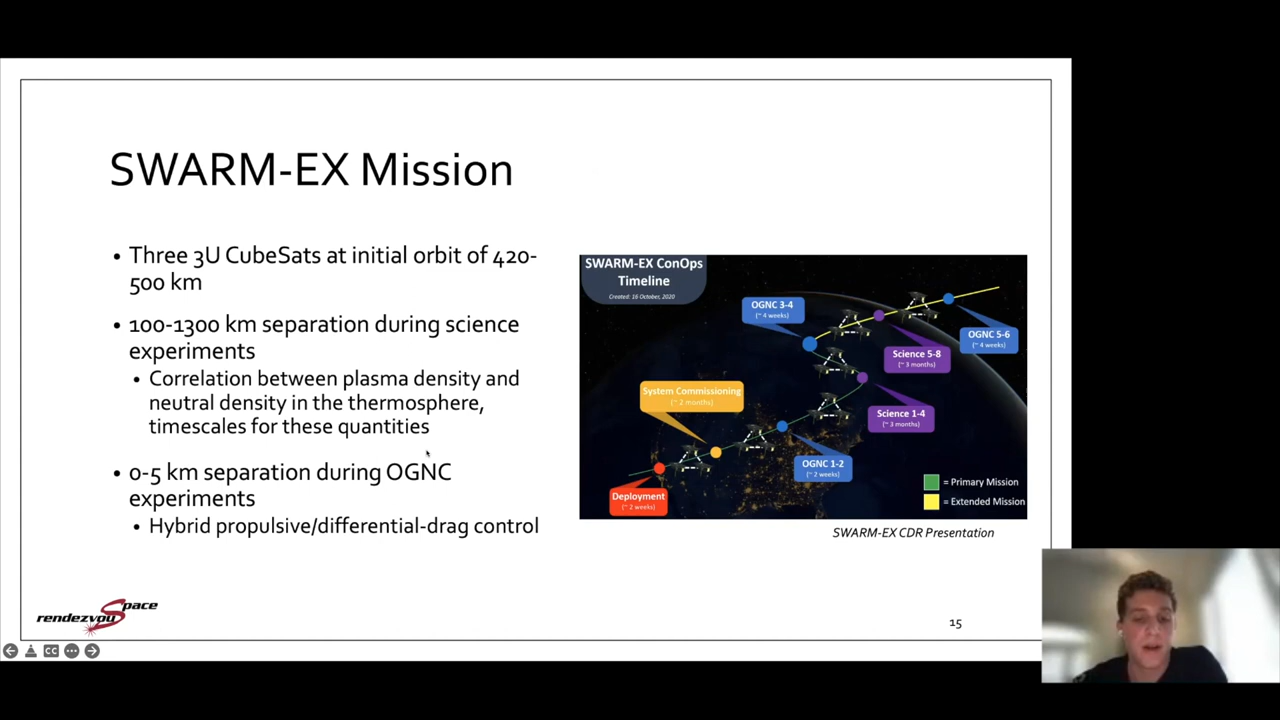 SWARM-EX Mission
• Three 3U CubeSats at initial orbit of 420-
500 km
• 100-1300 km separation during science
experiments
• Correlation between plasma density and
neutral density in the thermosphere,
timescales for these quantities
• 0-5 km separation during OGNC
experiments
• Hybrid propulsive/differential-drag control
SWARM-EX ConOps
Timeline
Created: 16 October, 2020
OGNC 3-4
(~ 4 weeks)
OGNC 5-6
(~ 4 weeks)
Science 5-8
(~ 3 months)
System Commissioning
(~ 2 months)
Science 1-4
(~ 3 months)
OGNC 1-2
(~ 2 weeks)
Deployment
(~ 2 weeks)
= Primary Mission
= Extended Mission
SWARM-EX CDR Presentation
rendezvouSpace
15
CC